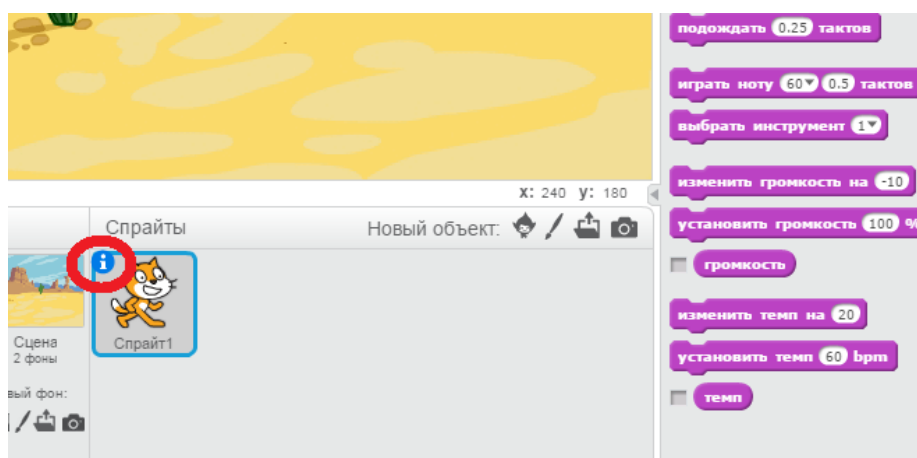 подождать 0.25 тактов
играть ноту 60 0.5 тактов
выбрать инструмент 1
x: 240 y: 180
изменить громкость на -10
Спрайты
Новый объект:
установить громкость 100 %
i
громкость
изменить темп на 20
Сцена
2 фоны
Спрайт1
установить темп 60 bpm
вый фон:
темп